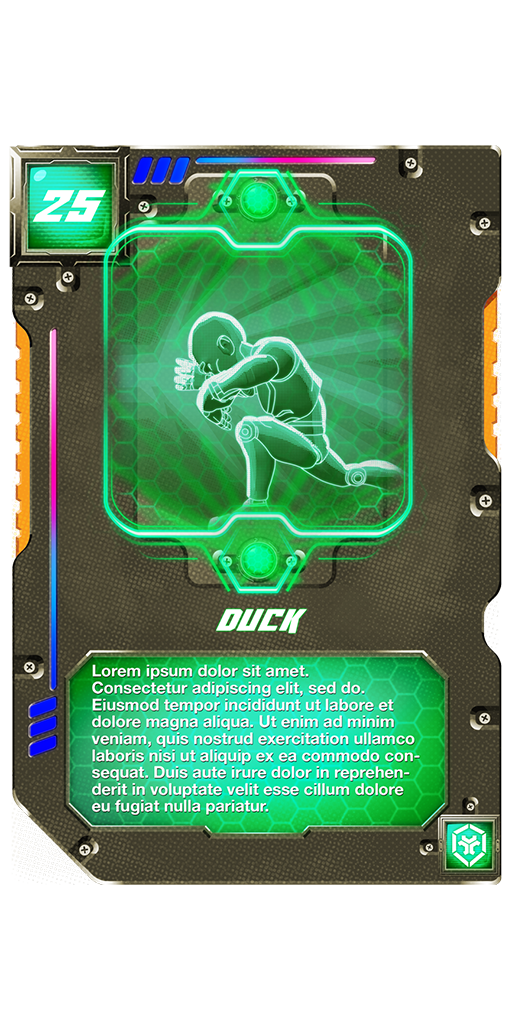 25
DUCK
Lorem ipsum dolor sit amet.
Consectetur adipiscing elit, sed do.
Eiusmod tempor incididunt ut labore et
dolore magna aliqua. Ut enim ad minim
veniam, quis nostrud exercitation ullamco
laboris nisi ut aliquip ex ea commodo con-
sequat. Duis aute irure dolor in reprehen-
derit in voluptate velit esse cillum dolore
eu fugiat nulla pariatur.